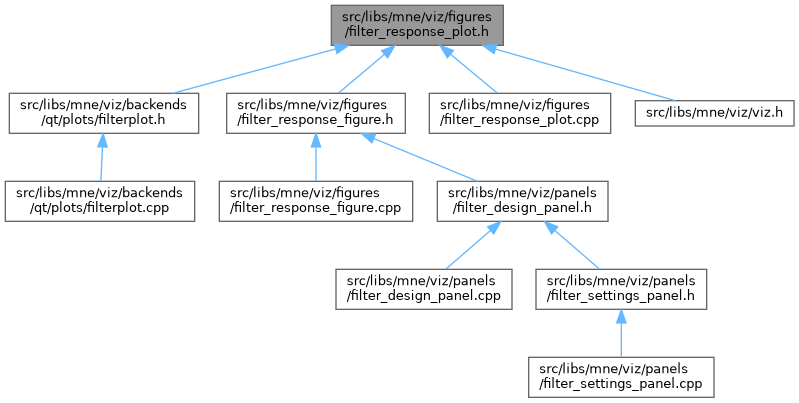 src/libs/mne/viz/figures
/filter_response_plot.h
src/libs/mne/viz/backends
/qt/plots/filterplot.h
src/libs/mne/viz/figures
/filter_response_figure.h
src/libs/mne/viz/figures
/filter_response_plot.cpp
src/libs/mne/viz/viz.h
src/libs/mne/viz/backends
/qt/plots/filterplot.cpp
src/libs/mne/viz/figures
/filter_response_figure.cpp
src/libs/mne/viz/panels
/filter_design_panel.h
src/libs/mne/viz/panels
/filter_design_panel.cpp
src/libs/mne/viz/panels
/filter_settings_panel.h
src/libs/mne/viz/panels
/filter_settings_panel.cpp